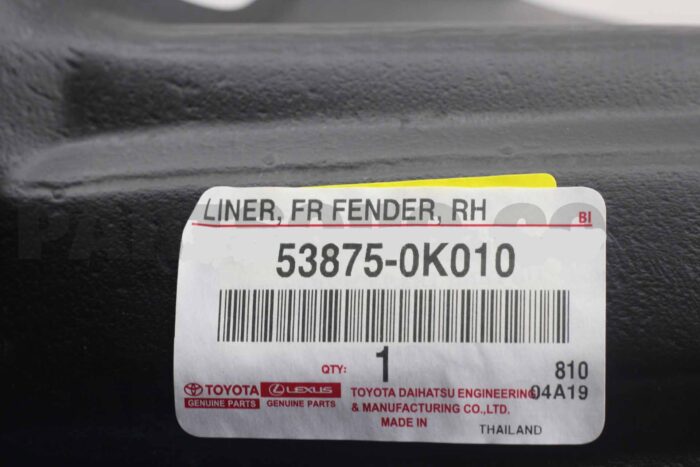 LINER, FR FENDER, RH
BI
53875-0K010
QTY: 1
810
04A19
TOYOTA
GENUINE PARTS
LEXUS
GENUINE PARTS
TOYOTA DAIHATSU ENGINEERING
& MANUFACTURING CO.,LTD.
MADE IN THAILAND